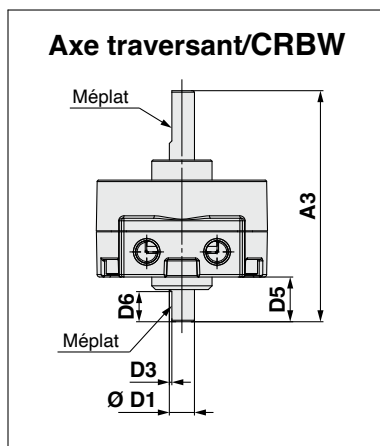 Axe traversant/CRBW
Méplat
A3
D6
D5
Méplat
D3
Ø D1